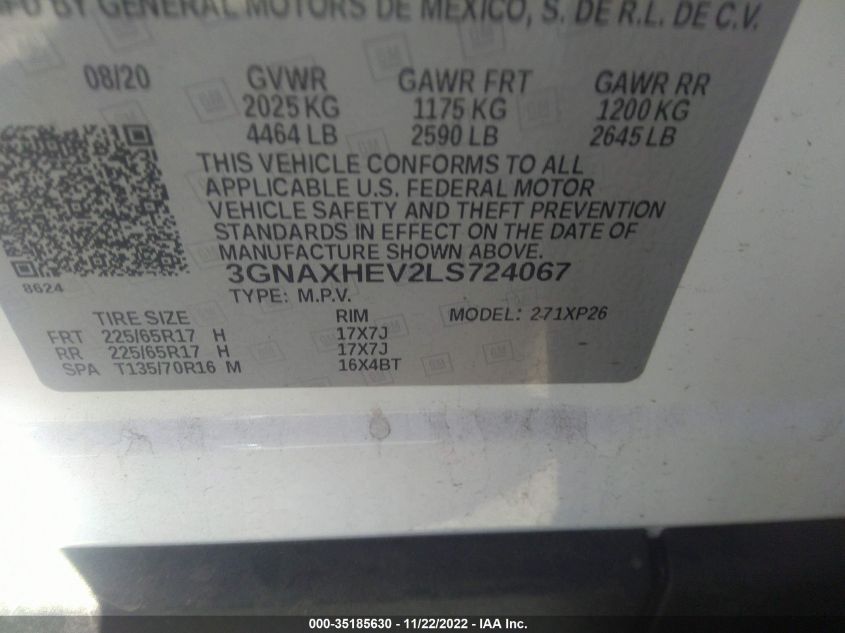 MFD BY GENERAL MOTORS DE MEXICO, S. DE R.L. DE C.V.
08/20 GVWR GAWR FRT GAWR RR
2025 KG 1175 KG 1200 KG
4464 LB 2590 LB 2645 LB
THIS VEHICLE CONFORMS TO ALL
APPLICABLE U.S. FEDERAL MOTOR
VEHICLE SAFETY AND THEFT PREVENTION
STANDARDS IN EFFECT ON THE DATE OF
MANUFACTURE SHOWN ABOVE.
8624
3GNAXHEV2LS724067
TYPE: M.P.V.
TIRE SIZE RIM MODEL: 271XP26
FRT 225/65R17 H 17X7J
RR 225/65R17 H 17X7J
SPA T135/70R16 M 16X4BT
000-35185630 - 11/22/2022 - IAA Inc.